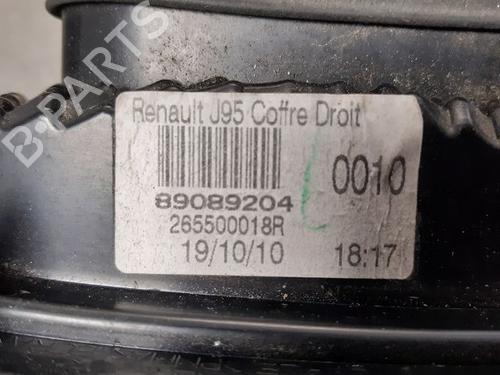 B-PARTS
Renault J95 Coffre Droit
0010
89089204
265500018R
19/10/10 18:17